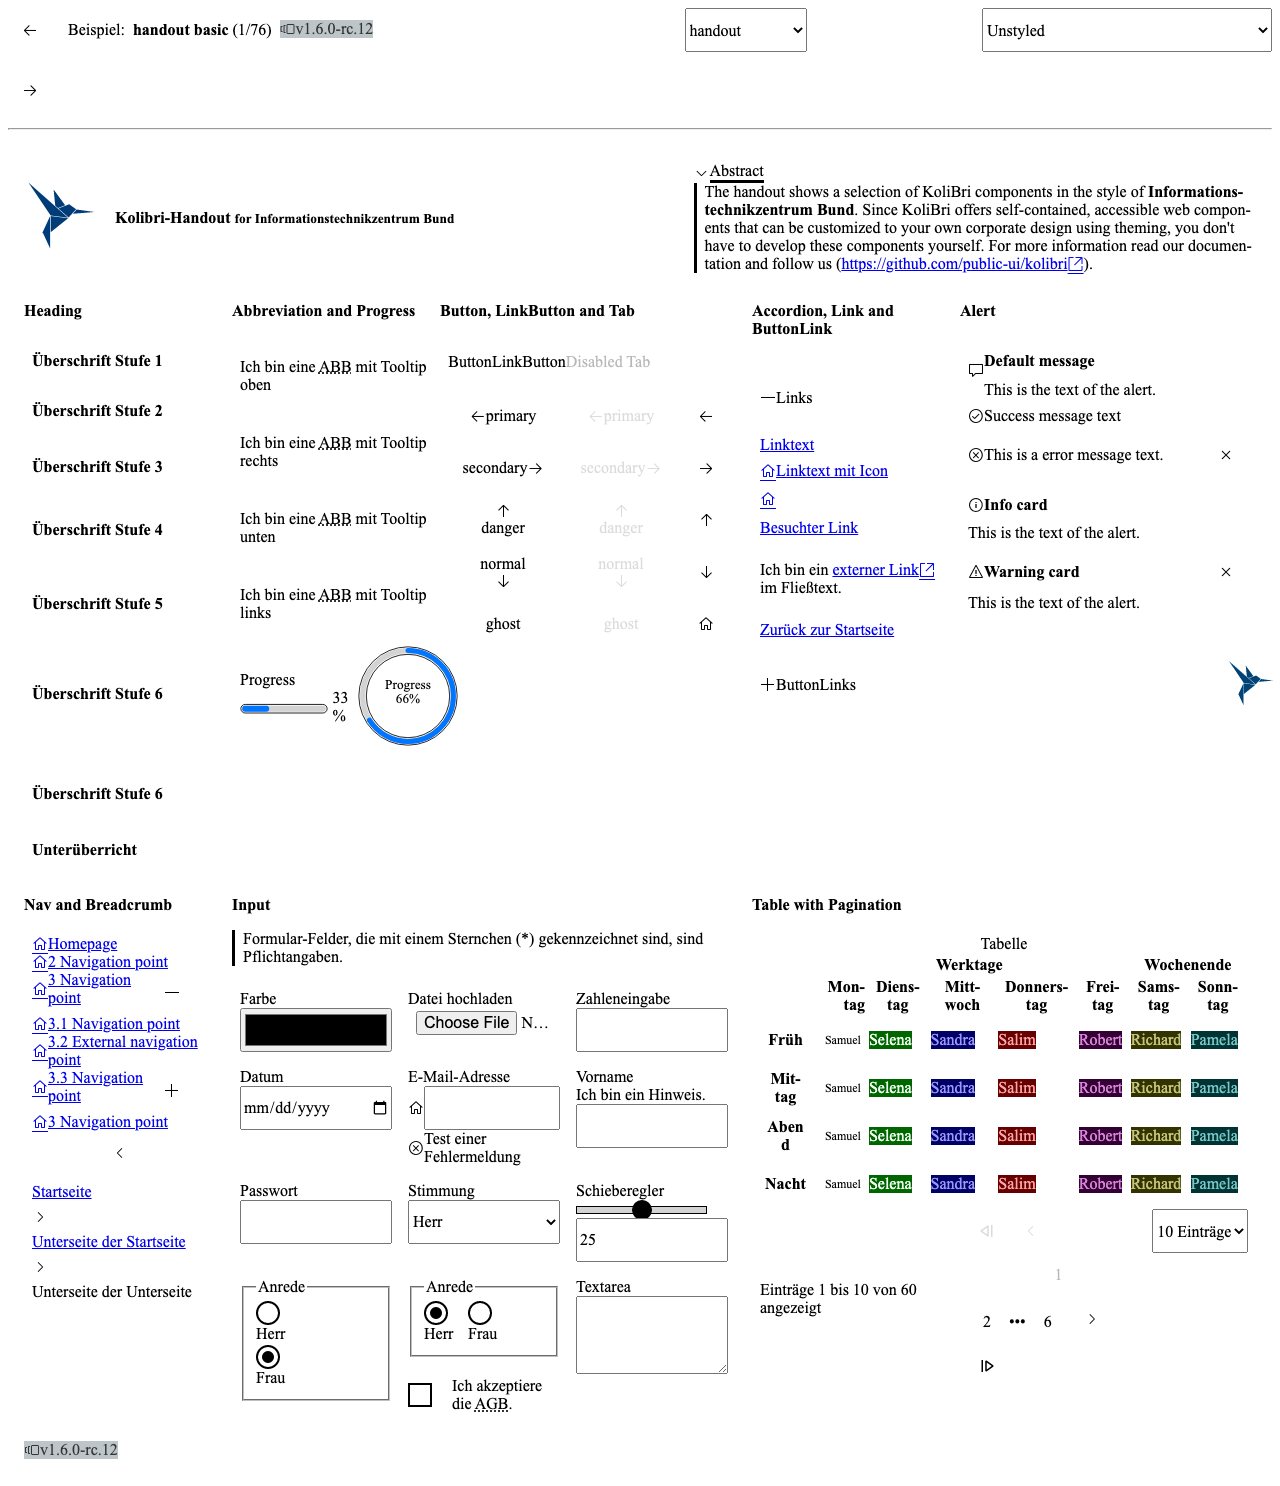 Beispiel: handout basic (1/76) v1.6.0-rc.12
handout
Unstyled
Kolibri-Handout for Informationstechnikzentrum Bund
Abstract
The handout shows a selection of KoliBri components in the style of Informations-
technikzentrum Bund. Since KoliBri offers self-contained, accessible web compon-
ents that can be customized to your own corporate design using theming, you don't
have to develop these components yourself. For more information read our documen-
tation and follow us (https://github.com/public-ui/kolibri).
Heading
Überschrift Stufe 1
Überschrift Stufe 2
Überschrift Stufe 3
Überschrift Stufe 4
Überschrift Stufe 5
Überschrift Stufe 6
Überschrift Stufe 6
Unterüberricht
Abbreviation and Progress
Ich bin eine ABB mit Tooltip
oben
Ich bin eine ABB mit Tooltip
rechts
Ich bin eine ABB mit Tooltip
unten
Ich bin eine ABB mit Tooltip
links
Progress
33
%
Progress
66%
Button, LinkButton and Tab
ButtonLinkButtonDisabled Tab
primary primary
secondary secondary
danger danger
normal normal
ghost ghost
Accordion, Link and
ButtonLink
Links
Linktext
Linktext mit Icon
Besuchter Link
Ich bin ein externer Link
im Fließtext.
Zurück zur Startseite
ButtonLinks
Alert
Default message
This is the text of the alert.
Success message text
This is a error message text.
Info card
This is the text of the alert.
Warning card
This is the text of the alert.
Nav and Breadcrumb
Homepage
2 Navigation point
3 Navigation
point
3.1 Navigation point
3.2 External navigation
point
3.3 Navigation
point
3 Navigation point
Startseite
Unterseite der Startseite
Unterseite der Unterseite
Input
Formular-Felder, die mit einem Sternchen (*) gekennzeichnet sind, sind
Pflichtangaben.
Farbe
Datei hochladen
Choose File N…
Zahleneingabe
Datum
mm/dd/yyyy
E-Mail-Adresse
Test einer
Fehlermeldung
Vorname
Ich bin ein Hinweis.
Passwort
Stimmung
Herr
Schieberegler
25
Anrede
Herr
Frau
Anrede
Herr Frau
Ich akzeptiere
die AGB.
Textarea
Table with Pagination
Tabelle
Werktage Wochenende
Mon- Diens- Mitt- Donners- Frei- Sams- Sonn-
tag tag woch tag tag tag tag
Früh Samuel Selena Sandra Salim Robert Richard Pamela
Mit-
tag Samuel Selena Sandra Salim Robert Richard Pamela
Aben
d Samuel Selena Sandra Salim Robert Richard Pamela
Nacht Samuel Selena Sandra Salim Robert Richard Pamela
10 Einträge
Einträge 1 bis 10 von 60
angezeigt
1
2 ••• 6
v1.6.0-rc.12